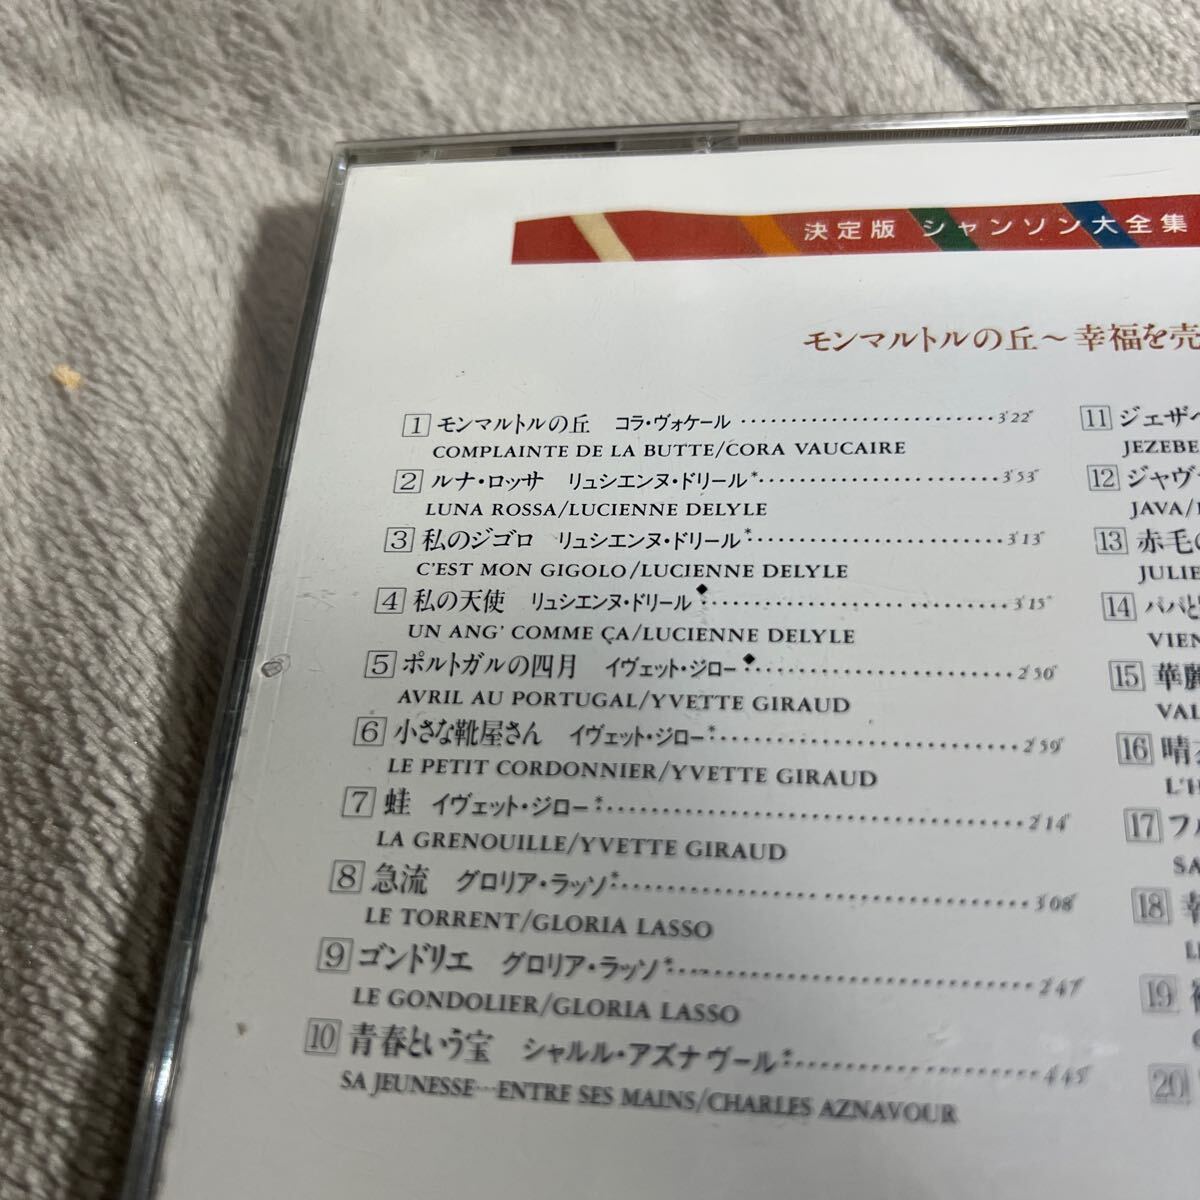 決定版 シャンソン大全集
モンマルトルの丘～幸福を売
1 モンマルトルの丘 コラ・ヴォケール 3'22"
COMPLAINTE DE LA BUTTE/CORA VAUCAIRE
2 ルナ・ロッサ リュシエンヌ・ドリール* 3'53"
LUNA ROSSA/LUCIENNE DELYLE
3 私のジゴロ リュシエンヌ・ドリール* 3'13"
C'EST MON GIGOLO/LUCIENNE DELYLE
4 私の天使 リュシエンヌ・ドリール◆ 3'15"
UN ANG' COMME ÇA/LUCIENNE DELYLE
5 ポルトガルの四月 イヴェット・ジロー◆ 2'50"
AVRIL AU PORTUGAL/YVETTE GIRAUD
6 小さな靴屋さん イヴェット・ジロー* 2'59"
LE PETIT CORDONNIER/YVETTE GIRAUD
7 蛙 イヴェット・ジロー* 2'14"
LA GRENOUILLE/YVETTE GIRAUD
8 急流 グロリア・ラッソ* 3'08"
LE TORRENT/GLORIA LASSO
9 ゴンドリエ グロリア・ラッソ* 2'47"
LE GONDOLIER/GLORIA LASSO
10 青春という宝 シャルル・アズナヴール* 4'45"
SA JEUNESSE…ENTRE SES MAINS/CHARLES AZNAVOUR
11 ジェザベ
JEZEBE
12 ジャヴ
JAVA/
13 赤毛の
JULIE
14 パパと
VIEN
15 華麗
VAL
16 晴
L'H
17 フル
SA
18 幸
LE
19
20